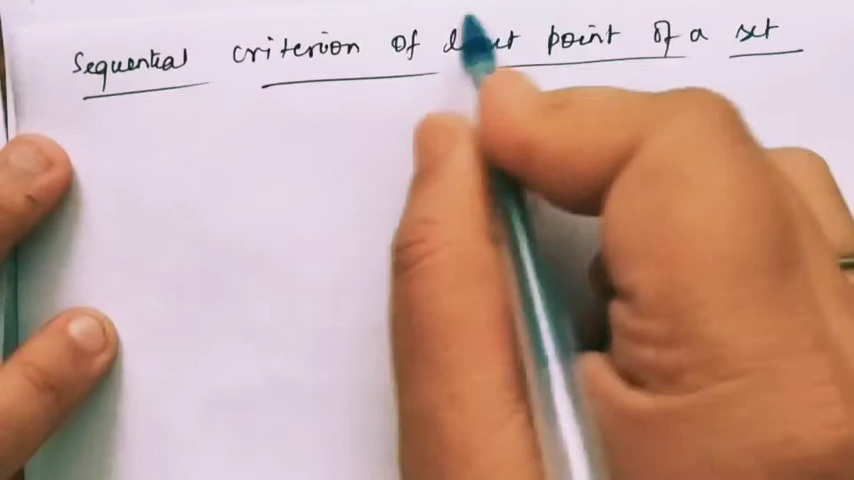 Sequential criterion of point of a set